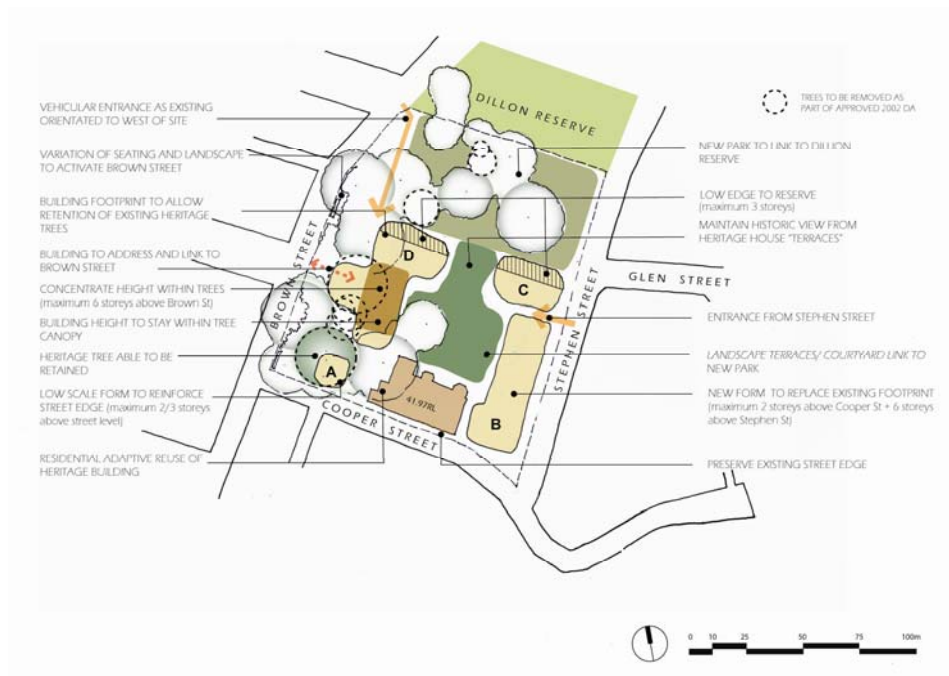 VEHICULAR ENTRANCE AS EXISTING
ORIENTATED TO WEST OF SITE
VARIATION OF SEATING AND LANDSCAPE
TO ACTIVATE BROWN STREET
BUILDING FOOTPRINT TO ALLOW
RETENTION OF EXISTING HERITAGE
TREES
BUILDING TO ADDRESS AND LINK TO
BROWN STREET
CONCENTRATE HEIGHT WITHIN TREES
(maximum 6 storeys above Brown St)
BUILDING HEIGHT TO STAY WITHIN TREE
CANOPY
HERITAGE TREE ABLE TO BE
RETAINED
LOW SCALE FORM TO REINFORCE
STREET EDGE (maximum 2/3 storeys
above street level)
RESIDENTIAL ADAPTIVE REUSE OF
HERITAGE BUILDING
DILLON RESERVE
BROWN STREET
D
C
A
B
41.97RL
COOPER STREET
STEPHEN STREET
GLEN STREET
TREES TO BE REMOVED AS
PART OF APPROVED 2002 DA
NEW PARK TO LINK TO DILLION
RESERVE
LOW EDGE TO RESERVE
(maximum 3 storeys)
MAINTAIN HISTORIC VIEW FROM
HERITAGE HOUSE "TERRACES"
ENTRANCE FROM STEPHEN STREET
LANDSCAPE TERRACES/ COURTYARD LINK TO
NEW PARK
NEW FORM TO REPLACE EXISTING FOOTPRINT
(maximum 2 storeys above Cooper St + 6 storeys
above Stephen St)
PRESERVE EXISTING STREET EDGE
0 10 25 50 75 100m